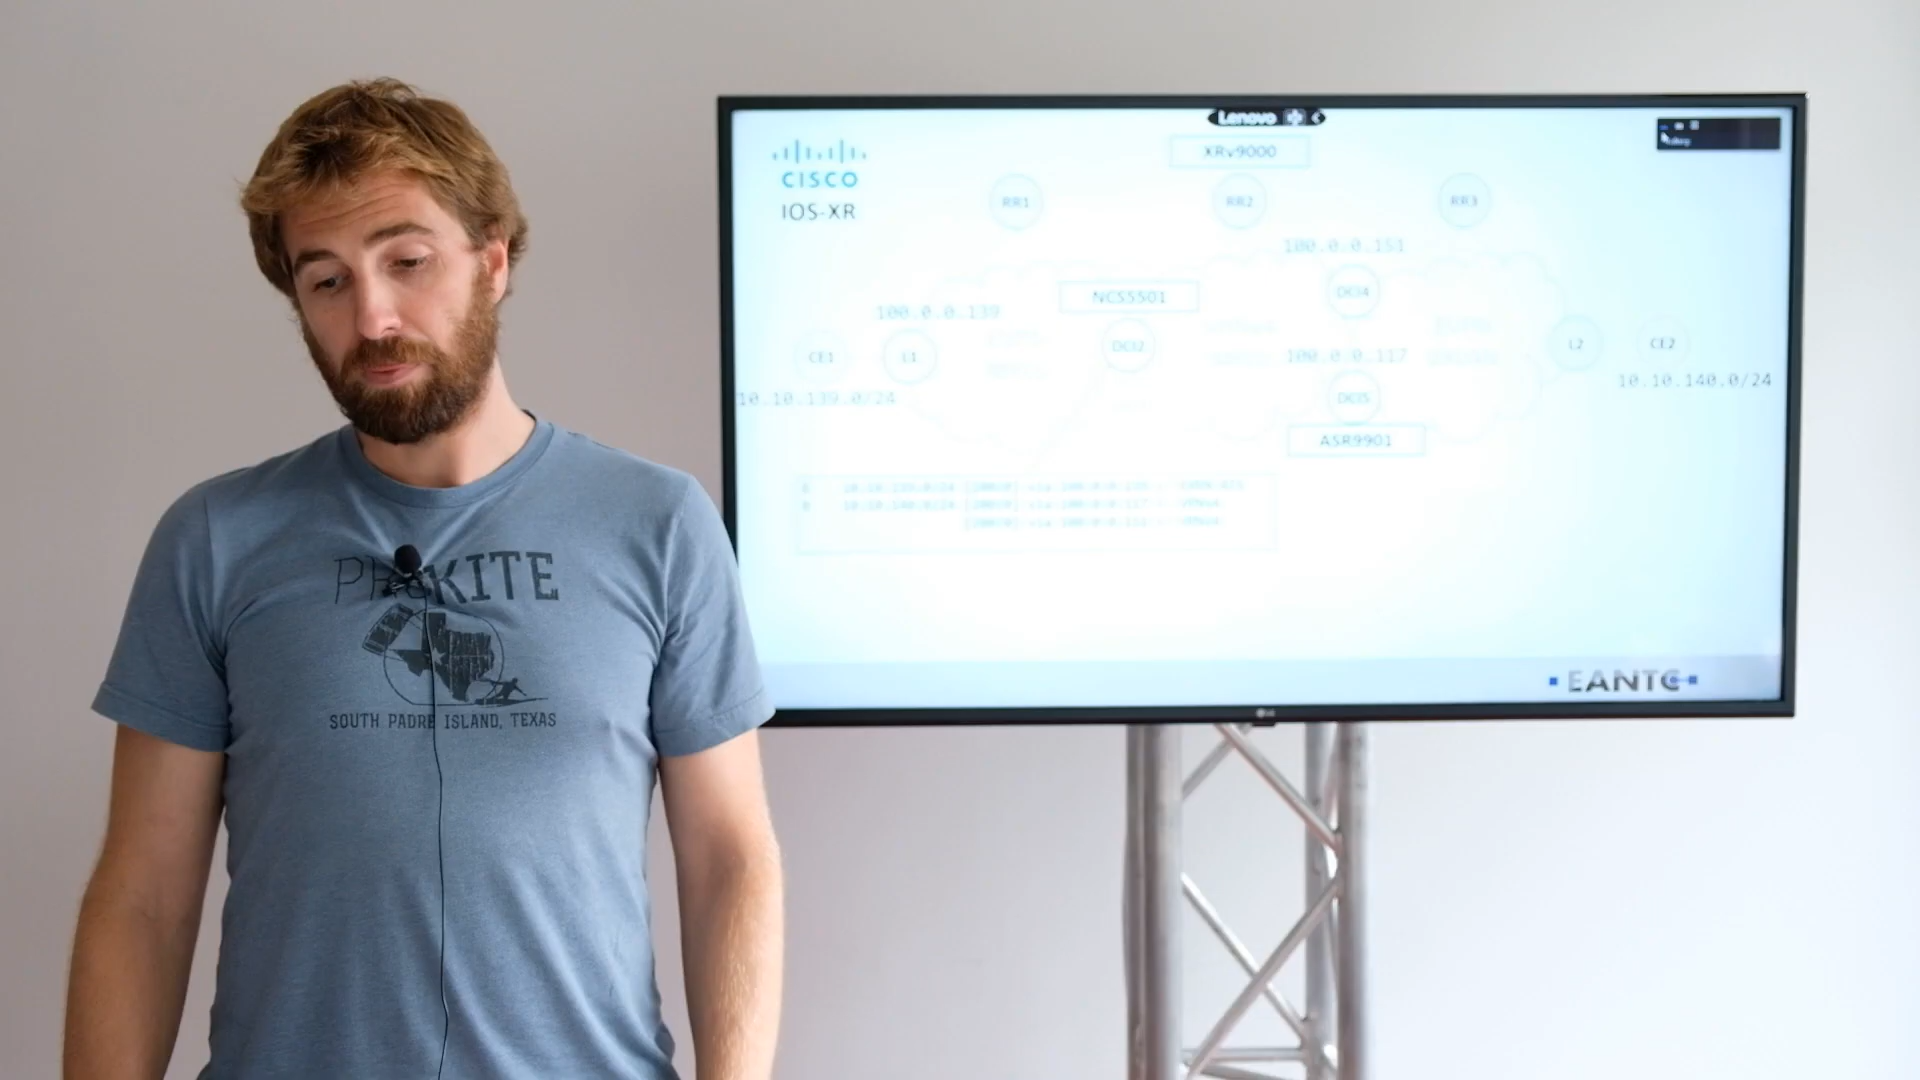 Lenovo
CISCO
IOS-XR
XRv9000
RR1
RR2
RR3
100.0.0.151
DCI4
NCS5501
100.0.0.139
CE1
L1
DCI2
100.0.0.117
L2
CE2
10.10.139.0/24
10.10.140.0/24
DCI5
ASR9901
EANTC
KITE
SOUTH PADRE ISLAND, TEXAS